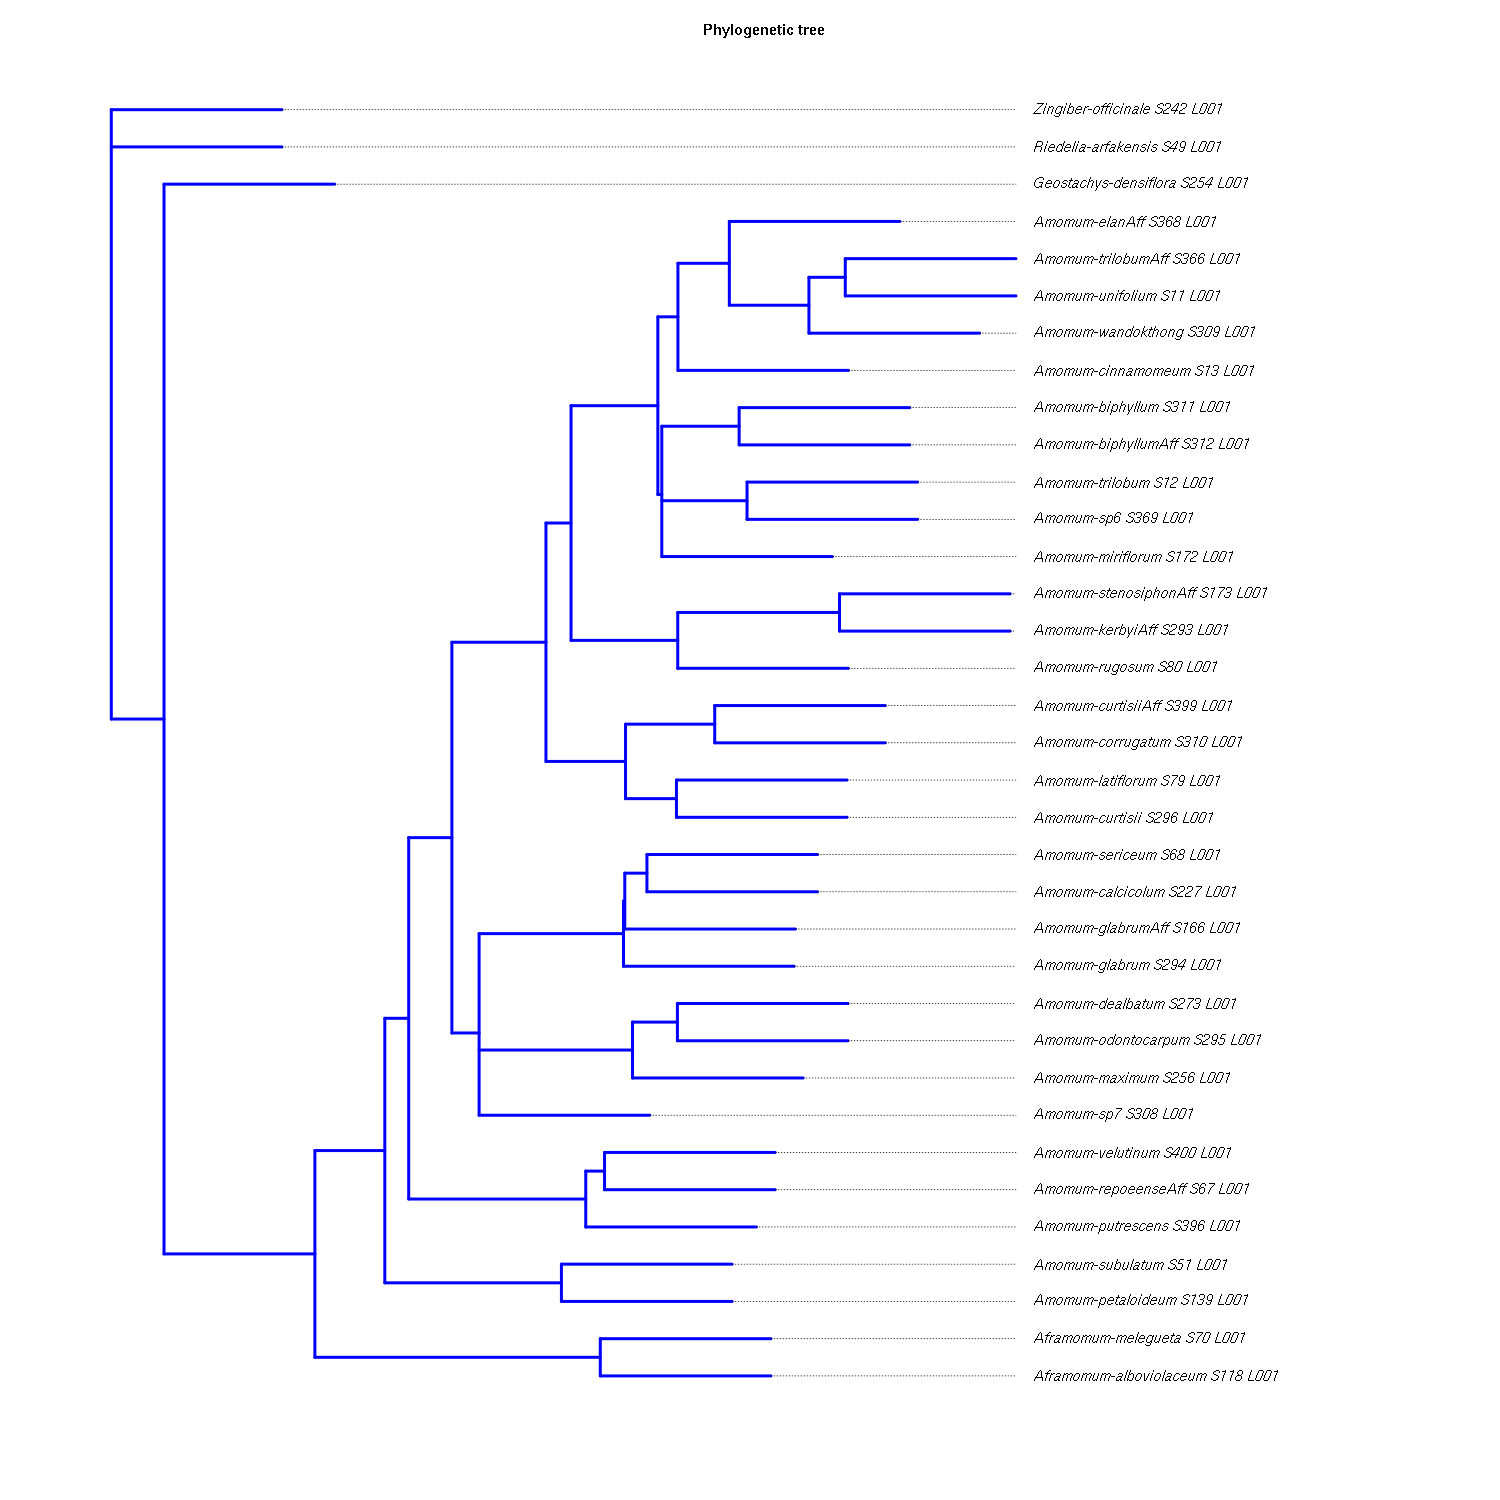 Phylogenetic tree
Zingiber-officinale S242 L001
Riedelia-arfakensis S49 L001
Geostachys-densiflora S254 L001
Amomum-elanAff S368 L001
Amomum-trilobumAff S366 L001
Amomum-unifolium S11 L001
Amomum-wandokthong S309 L001
Amomum-cinnamomeum S13 L001
Amomum-biphyllum S311 L001
Amomum-biphyllumAff S312 L001
Amomum-trilobum S12 L001
Amomum-sp6 S369 L001
Amomum-miriflorum S172 L001
Amomum-stenosiphonAff S173 L001
Amomum-kerbyiAff S293 L001
Amomum-rugosum S80 L001
Amomum-curtisiiAff S399 L001
Amomum-corrugatum S310 L001
Amomum-latiflorum S79 L001
Amomum-curtisii S296 L001
Amomum-sericeum S68 L001
Amomum-calcicolum S227 L001
Amomum-glabrumAff S166 L001
Amomum-glabrum S294 L001
Amomum-dealbatum S273 L001
Amomum-odontocarpum S295 L001
Amomum-maximum S256 L001
Amomum-sp7 S308 L001
Amomum-velutinum S400 L001
Amomum-repoeenseAff S67 L001
Amomum-putrescens S396 L001
Amomum-subulatum S51 L001
Amomum-petaloideum S139 L001
Aframomum-melegueta S70 L001
Aframomum-alboviolaceum S118 L001